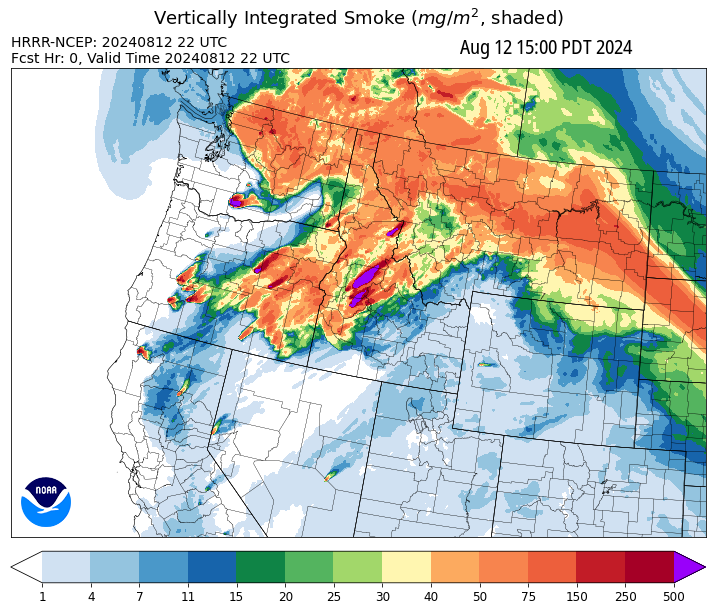 Vertically Integrated Smoke (mg/m², shaded)
HRRR-NCEP: 20240812 22 UTC
Fcst Hr: 0, Valid Time 20240812 22 UTC
Aug 12 15:00 PDT 2024
NOAA
1 4 7 11 15 20 25 30 40 50 75 150 250 500